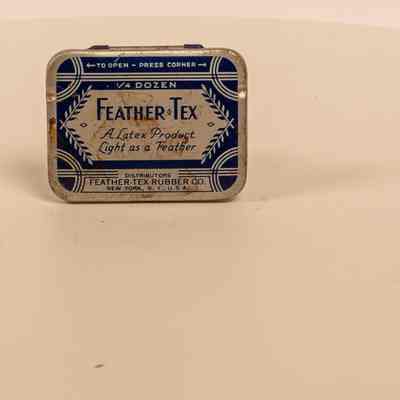 ←TO OPEN - PRESS CORNER→
1/4 DOZEN
FEATHER-TEX
A Latex Product
Light as a Feather
DISTRIBUTORS
FEATHER-TEX RUBBER CO.
NEW YORK, N.Y., U.S.A.